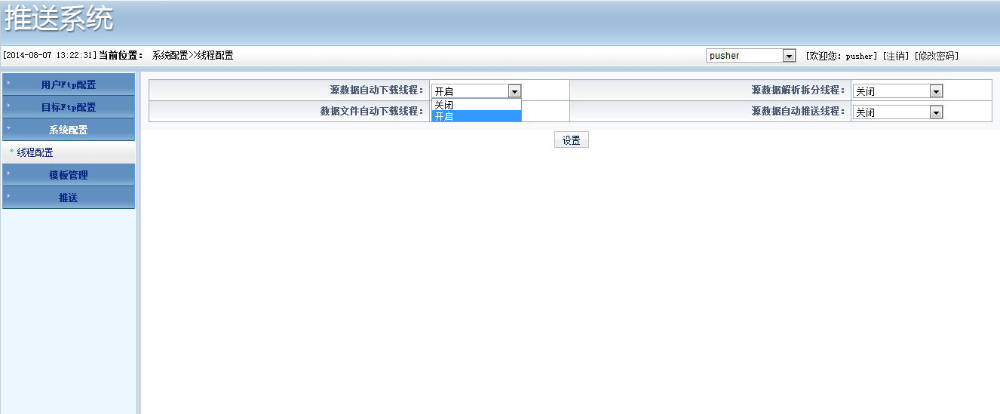 推送系统
[2014-08-07 13:22:31] 当前位置： 系统配置>>线程配置 pusher [欢迎您：pusher] [注销] [修改密码]
用户Ftp配置
目标Ftp配置
系统配置
线程配置
模板管理
推送
源数据自动下载线程： 开启 源数据解析拆分线程： 关闭
关闭
开启
数据文件自动下载线程： 源数据自动推送线程： 关闭
设置